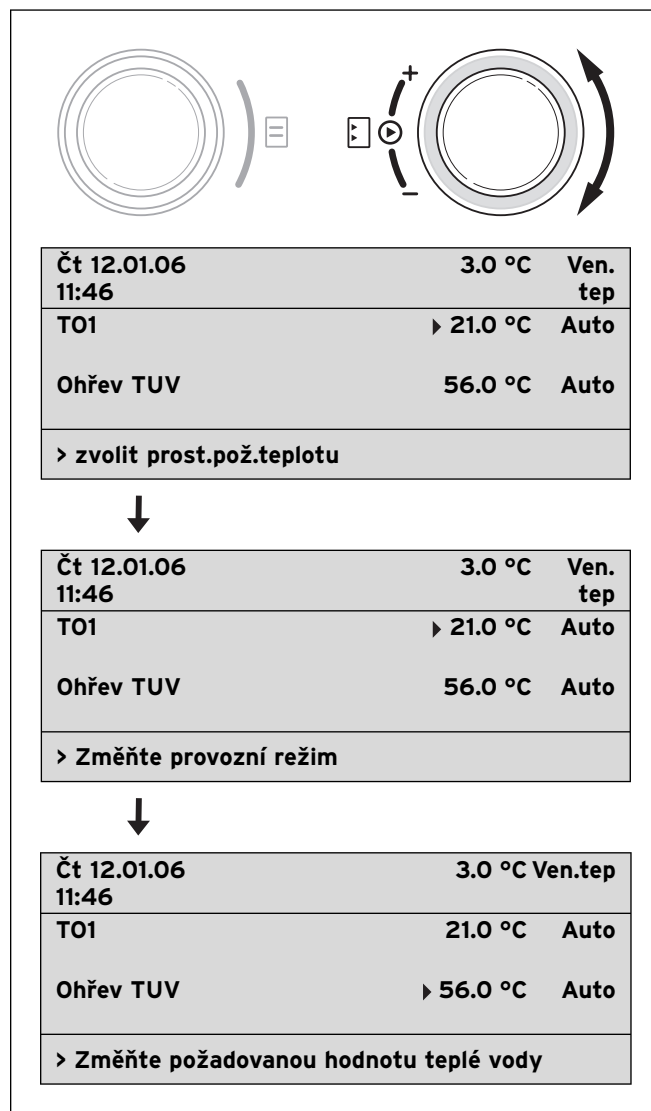 +
−
Čt 12.01.06 3.0 °C Ven.
11:46 tep
TO1 ▶ 21.0 °C Auto
Ohřev TUV 56.0 °C Auto
> zvolit prost.pož.teplotu
Čt 12.01.06 3.0 °C Ven.
11:46 tep
TO1 ▶ 21.0 °C Auto
Ohřev TUV 56.0 °C Auto
> Změňte provozní režim
Čt 12.01.06 3.0 °C Ven.tep
11:46
TO1 21.0 °C Auto
Ohřev TUV ▶ 56.0 °C Auto
> Změňte požadovanou hodnotu teplé vody